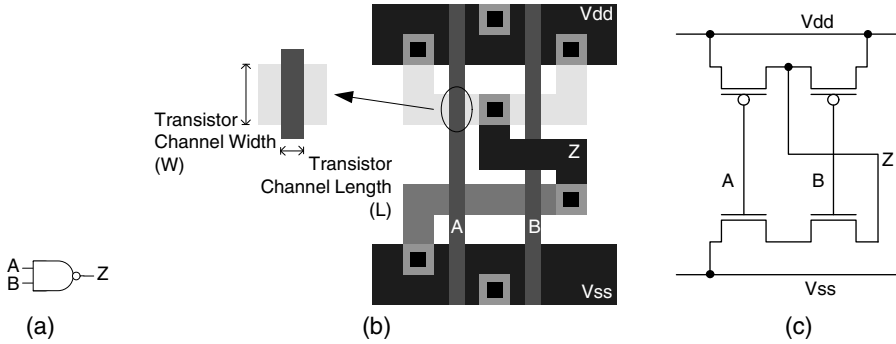 A
B
Z
(a)
Transistor
Channel Width
(W)
Transistor
Channel Length
(L)
Vdd
Z
A
B
Vss
(b)
Vdd
A
B
Z
Vss
(c)